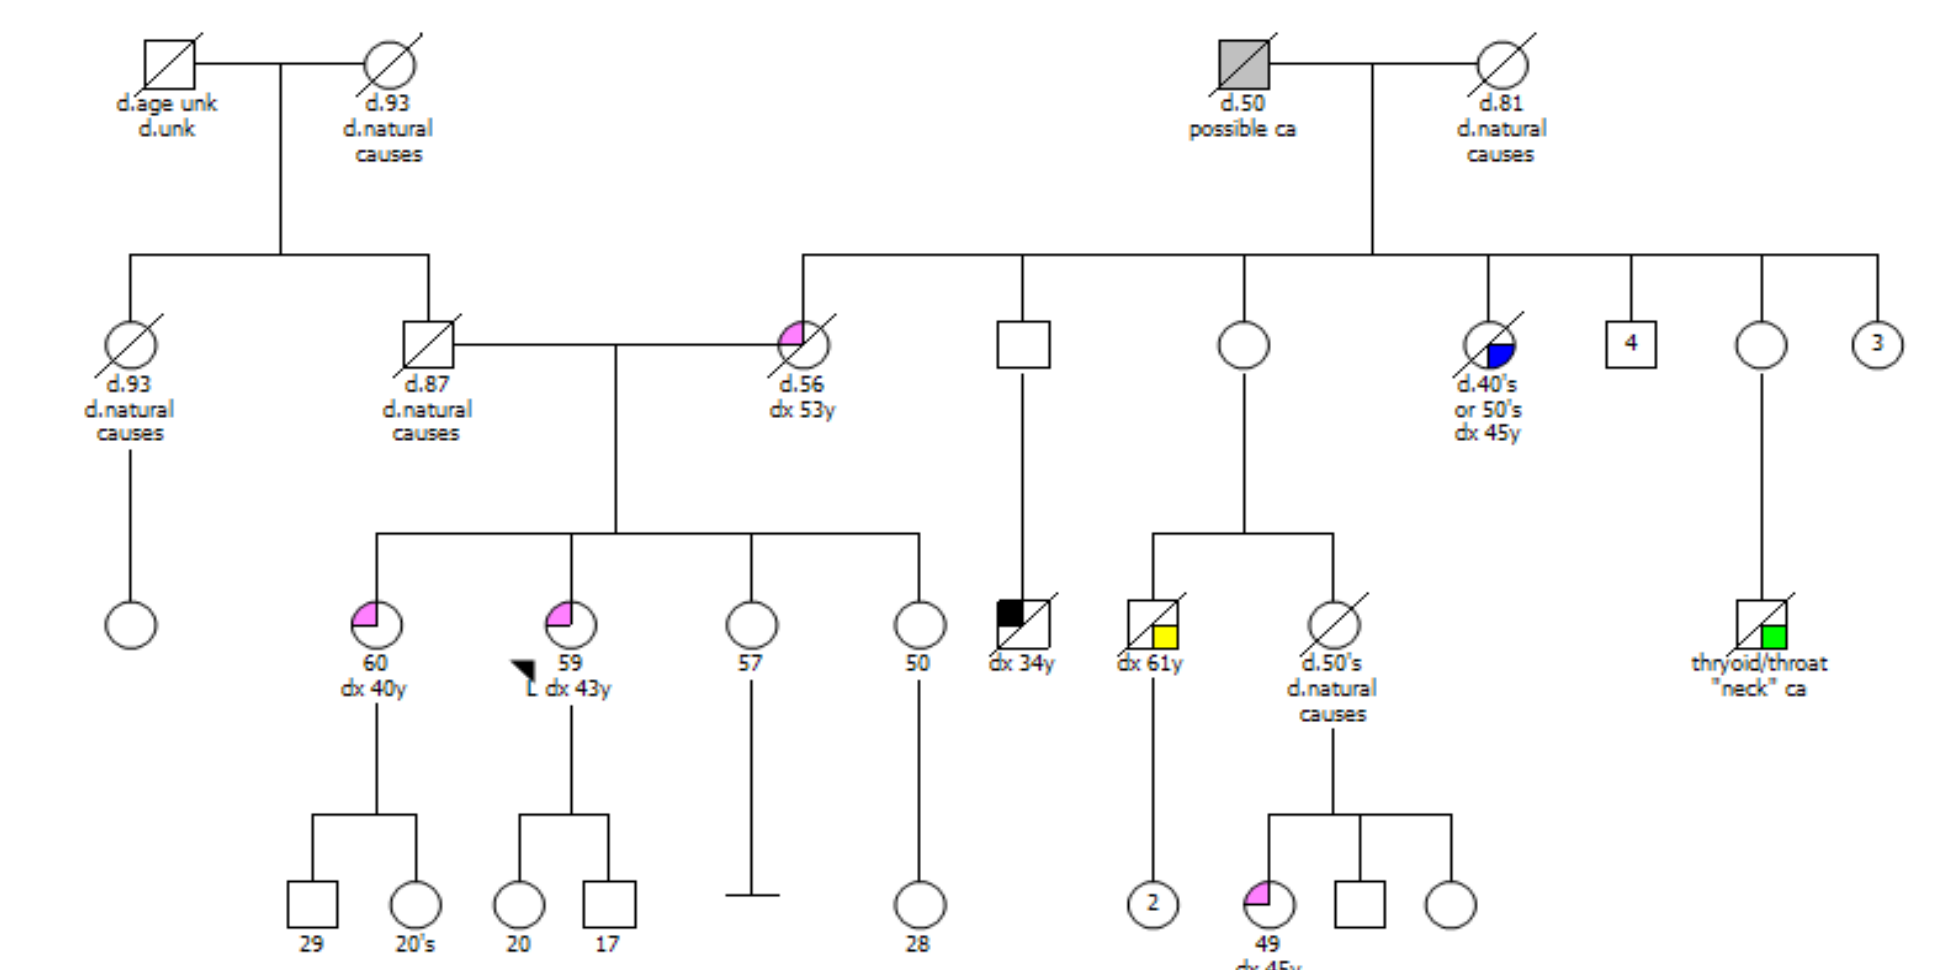 d.age unk
d.unk
d.93
d.natural
causes
d.50
possible ca
d.81
d.natural
causes
d.93
d.natural
causes
d.87
d.natural
causes
d.56
dx 53y
d.40's
or 50's
dx 45y
4
3
60
dx 40y
59
L dx 43y
57
50
dx 34y
dx 61y
d.50's
d.natural
causes
thryoid/throat
"neck" ca
29
20's
20
17
28
2
49
dx 45y